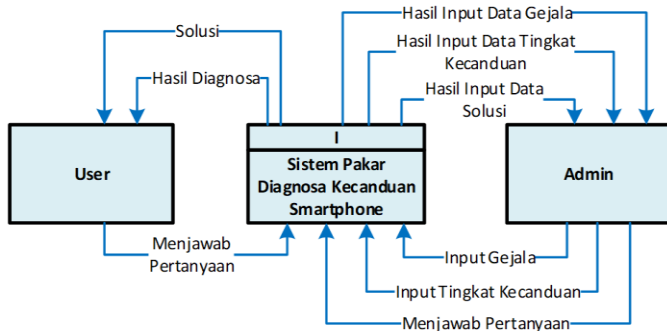 Hasil Input Data Gejala
Solusi
Hasil Input Data Tingkat
Kecanduan
Hasil Diagnosa
Hasil Input Data
Solusi
User
I
Sistem Pakar
Diagnosa Kecanduan
Smartphone
Admin
Menjawab
Pertanyaan
Input Gejala
Input Tingkat Kecanduan
Menjawab Pertanyaan